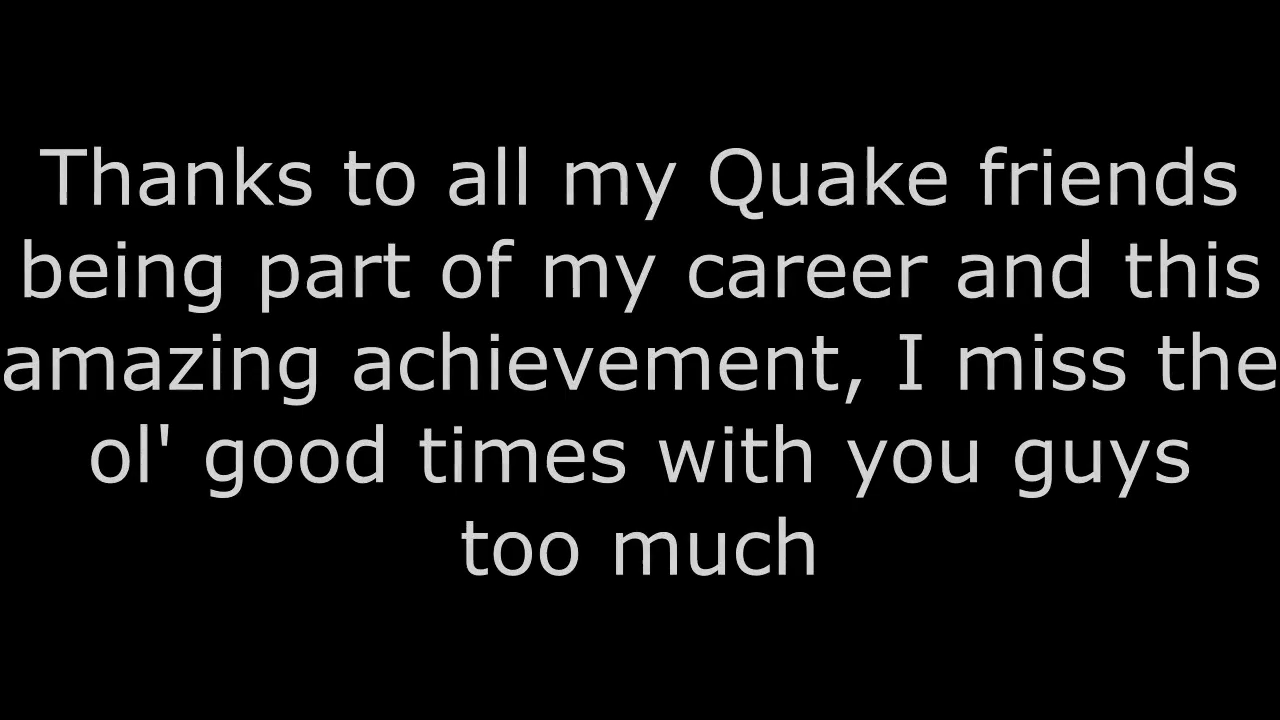 Thanks to all my Quake friends
being part of my career and this
amazing achievement, I miss the
ol' good times with you guys
too much